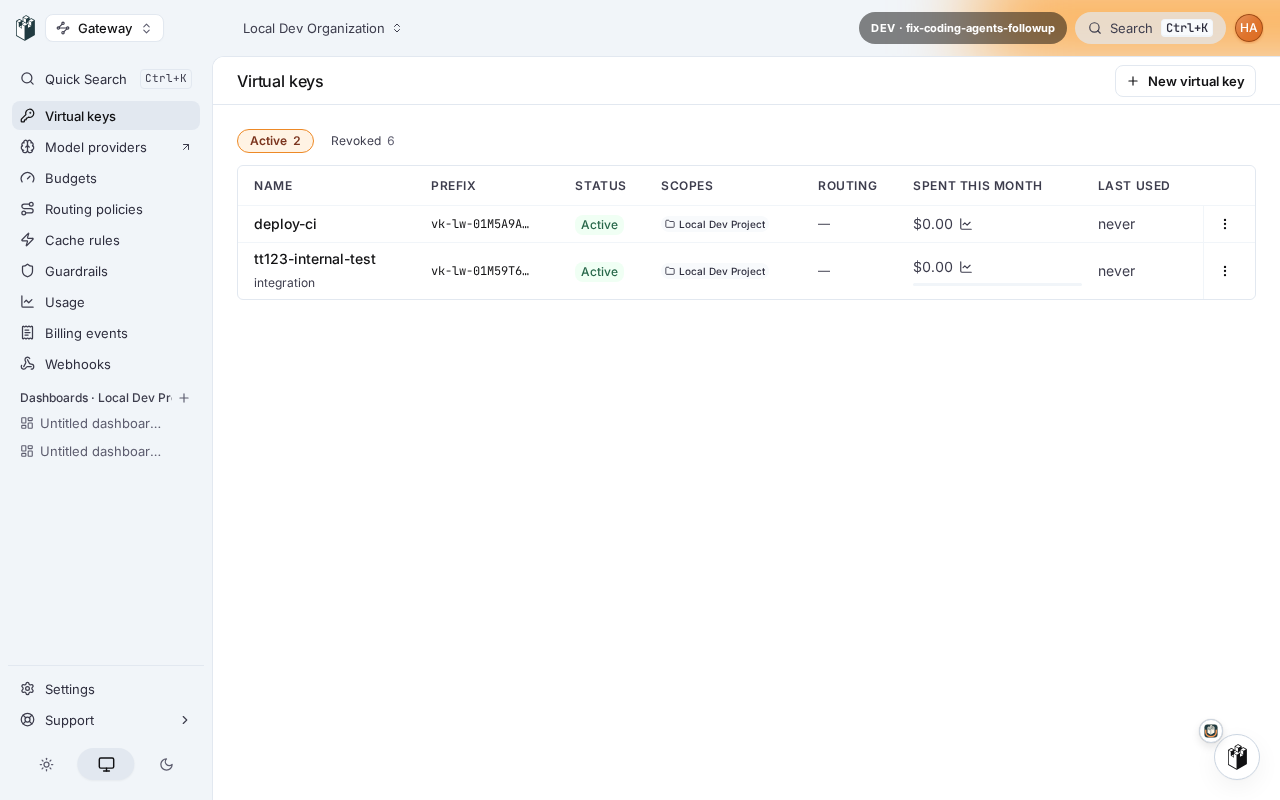 Gateway
Local Dev Organization
DEV · fix-coding-agents-followup
Search Ctrl+K
HA
Quick Search Ctrl+K
Virtual keys
Model providers
Budgets
Routing policies
Cache rules
Guardrails
Usage
Billing events
Webhooks
Dashboards · Local Dev Pr
Untitled dashboar...
Untitled dashboar...
Settings
Support
Virtual keys
New virtual key
Active 2
Revoked 6
NAME PREFIX STATUS SCOPES ROUTING SPENT THIS MONTH LAST USED
deploy-ci vk-lw-01M5A9A… Active Local Dev Project — $0.00 never
tt123-internal-test vk-lw-01M59T6… Active Local Dev Project — $0.00 never
integration